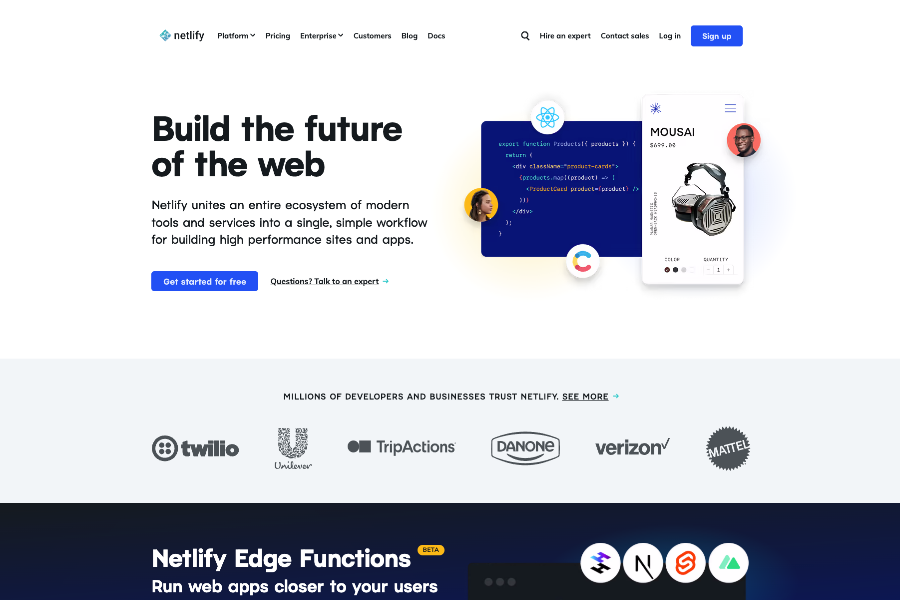 netlify Platform Pricing Enterprise Customers Blog Docs Hire an expert Contact sales Log in Sign up
Build the future
of the web
Netlify unites an entire ecosystem of modern
tools and services into a single, simple workflow
for building high performance sites and apps.
Get started for free Questions? Talk to an expert →
export function Products({ products }) {
return (
<div className="product-cards">
{products.map((product) => (
<ProductCard product={product} />
))}
</div>
);
}
MOUSAI
$699.00
COLOR QUANTITY
- 1 +
MILLIONS OF DEVELOPERS AND BUSINESSES TRUST NETLIFY. SEE MORE →
twilio Unilever TripActions DANONE verizon MATTEL
Netlify Edge Functions BETA
Run web apps closer to your users